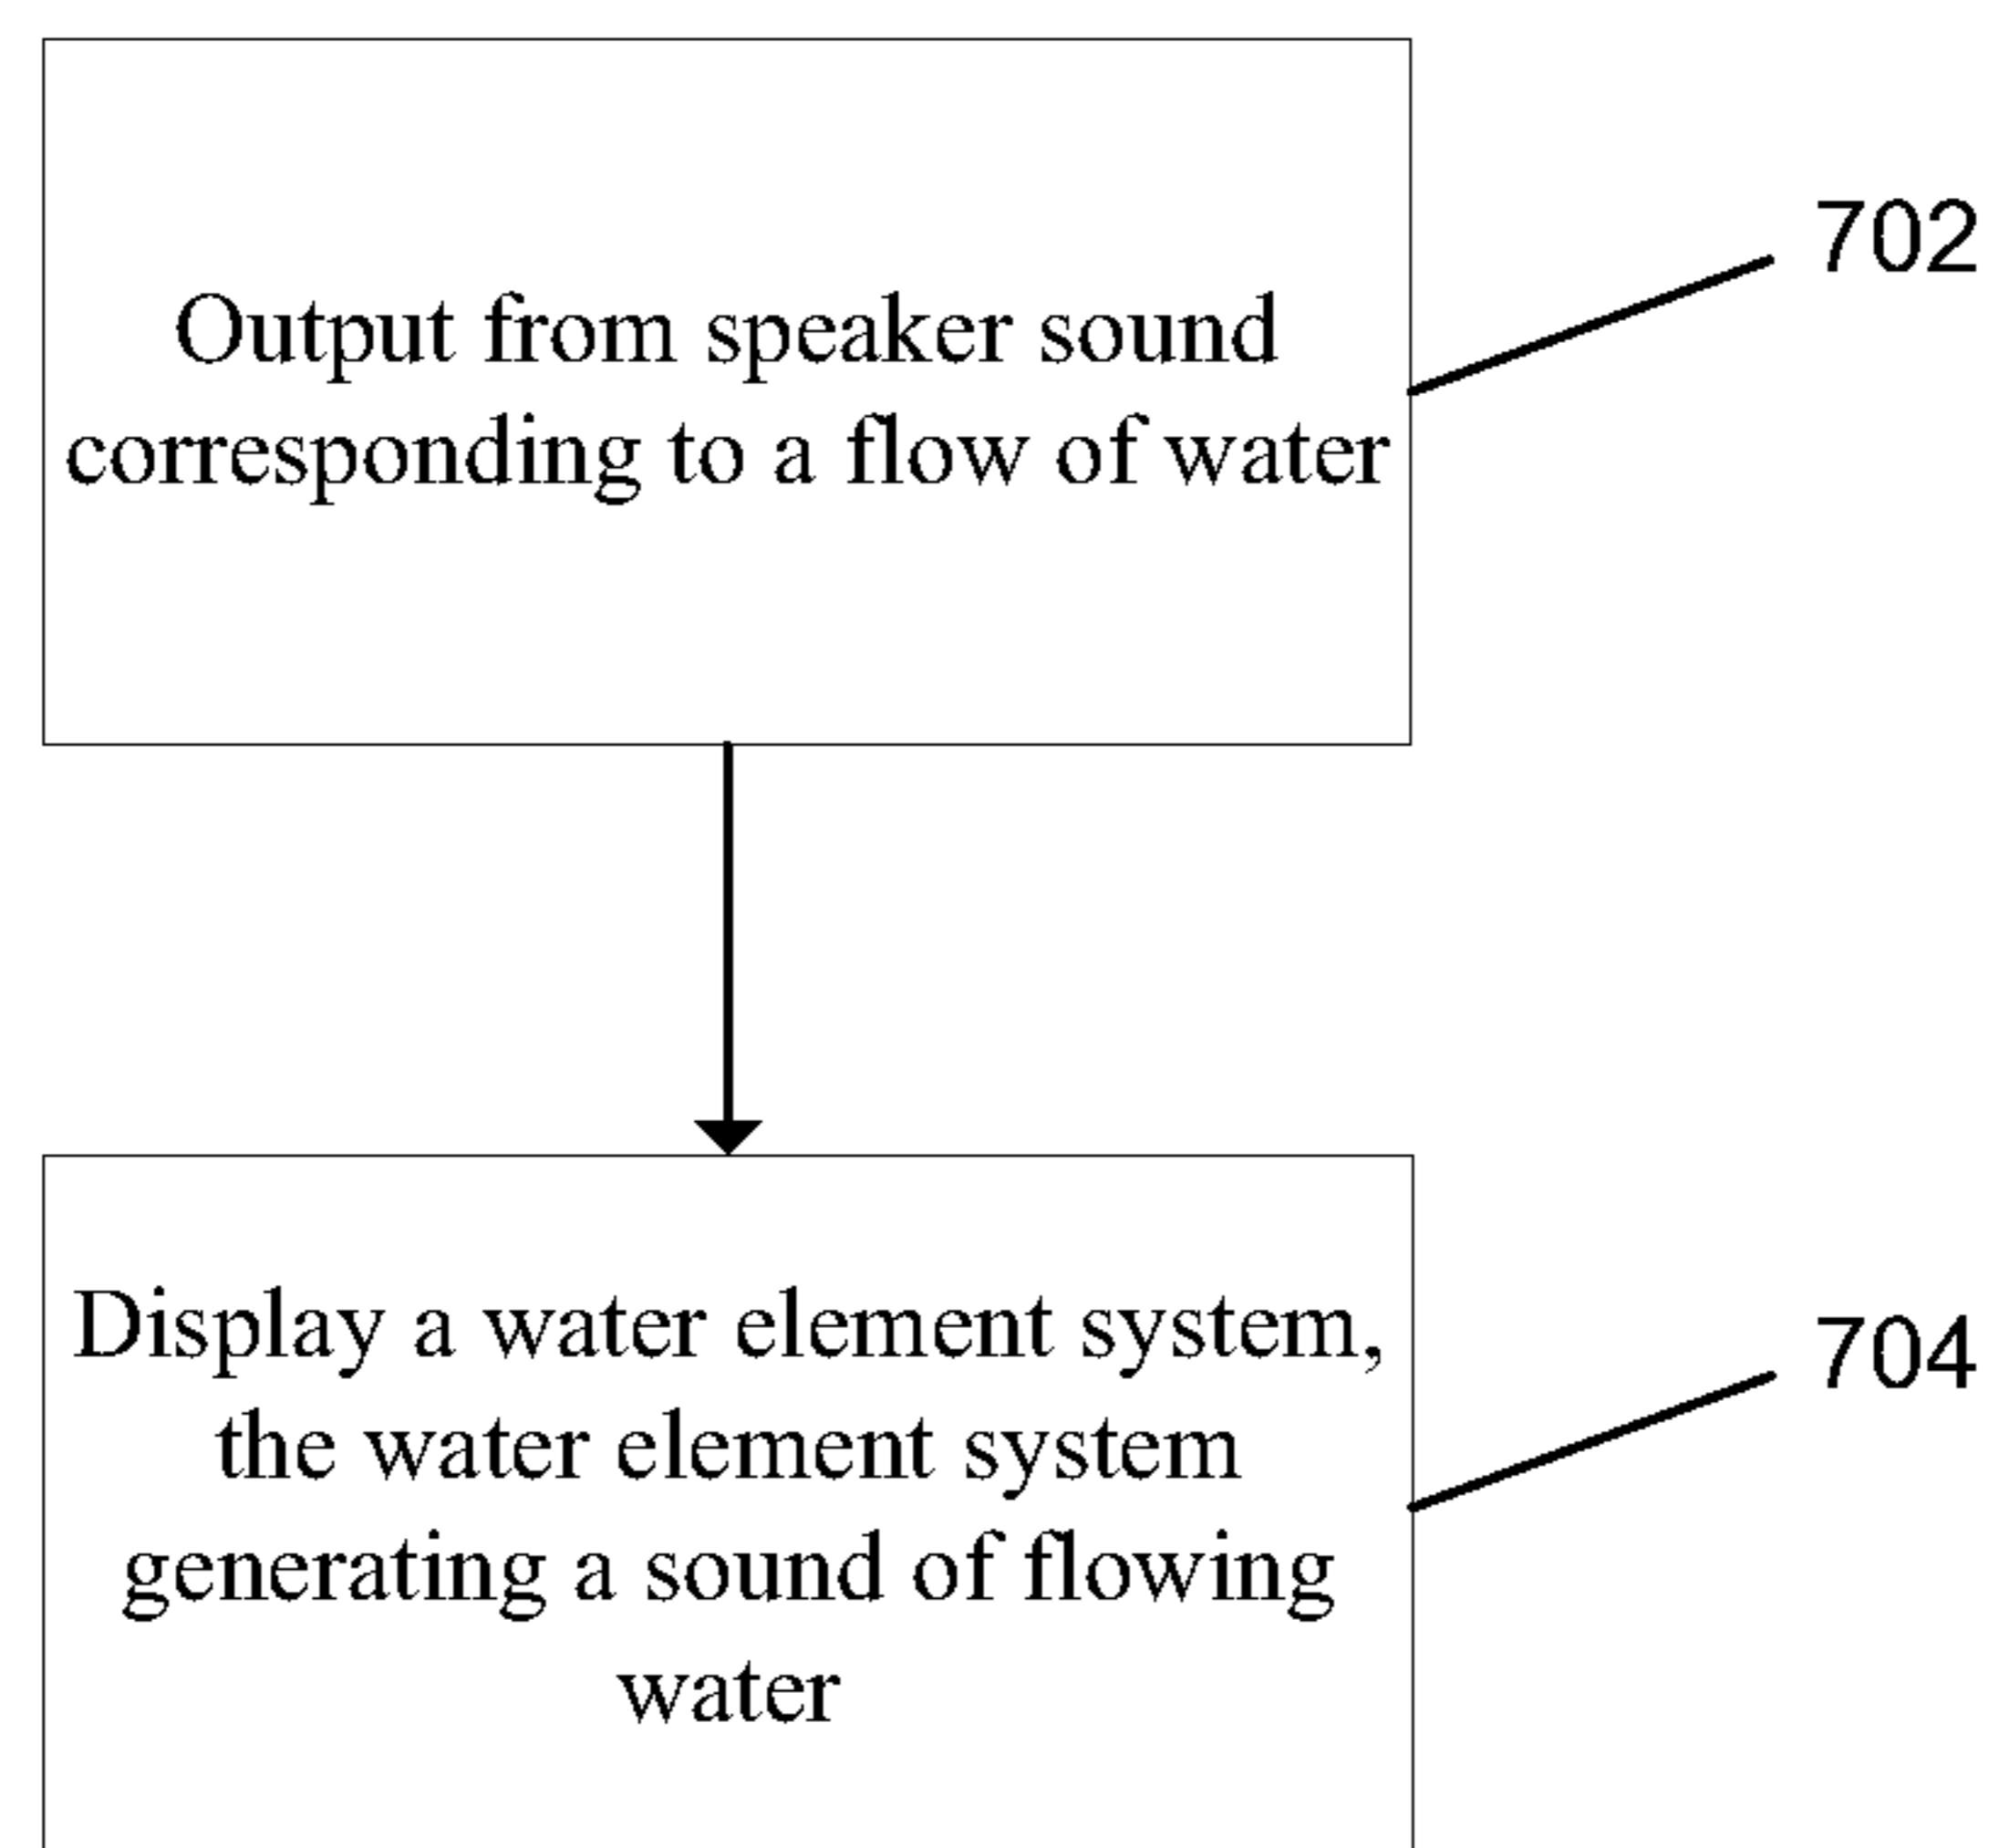 Output from speaker sound
corresponding to a flow of water
702
Display a water element system,
the water element system
generating a sound of flowing
water
704